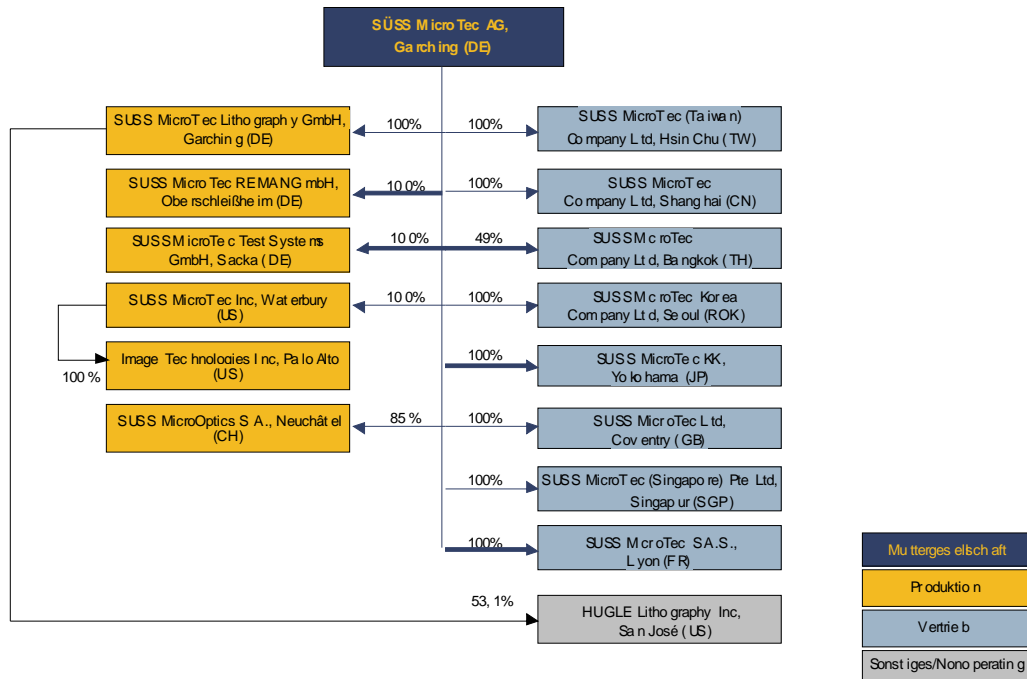 SÜSS MicroTec AG,
Garching (DE)
SUSS MicroTec Lithography GmbH,
Garching (DE)
100%
100%
SUSS MicroTec (Taiwan)
Company Ltd, Hsin Chu (TW)
SUSS MicroTec REMANG mbH,
Oberschleißheim (DE)
100%
100%
SUSS MicroTec
Company Ltd, Shanghai (CN)
SUSS MicroTec Test Systems
GmbH, Sacka (DE)
100%
49%
SUSS McroTec
Company Ltd, Bangkok (TH)
SUSS MicroTec Inc, Waterbury
(US)
100%
100%
SUSS McroTec Korea
Company Ltd, Seoul (ROK)
100%
Image Technologies Inc, Palo Alto
(US)
100%
SUSS MicroTec KK,
Yokohama (JP)
SUSS MicroOptics S.A., Neuchâtel
(CH)
85%
100%
SUSS MicroTec Ltd,
Coventry (GB)
100%
SUSS MicroTec (Singapore) Pte Ltd,
Singapur (SGP)
100%
SUSS McroTec S.A.S.,
Lyon (FR)
53,1%
HUGLE Lithography Inc,
San José (US)
Muttergesellschaft
Produktion
Vertrieb
Sonstiges/Nonoperating